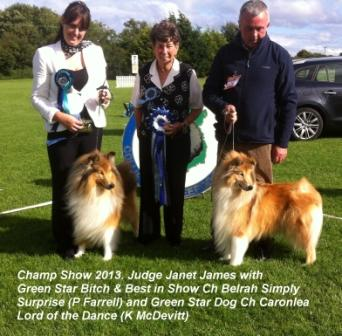 Champ Show 2013. Judge Janet James with
Green Star Bitch & Best in Show Ch Belrah Simply
Surprise (P Farrell) and Green Star Dog Ch Caronlea
Lord of the Dance (K McDevitt)